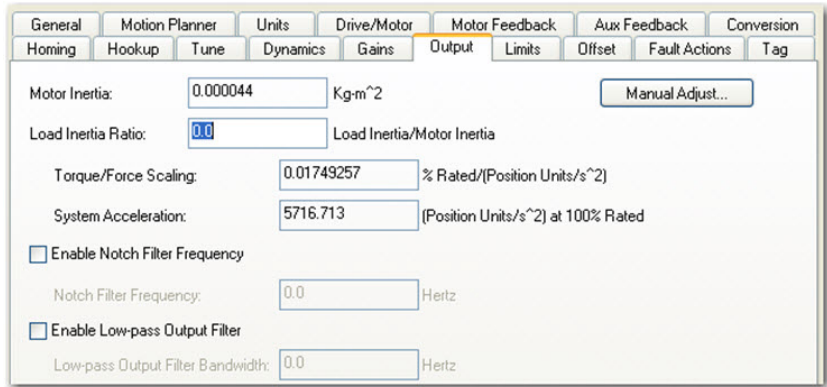 General Motion Planner Units Drive/Motor Motor Feedback Aux Feedback Conversion
Homing Hookup Tune Dynamics Gains Output Limits Offset Fault Actions Tag
Motor Inertia: 0.000044 Kg-m^2 Manual Adjust...
Load Inertia Ratio: 0.0 Load Inertia/Motor Inertia
Torque/Force Scaling: 0.01749257 % Rated/(Position Units/s^2)
System Acceleration: 5716.713 (Position Units/s^2) at 100% Rated
Enable Notch Filter Frequency
Notch Filter Frequency: 0.0 Hertz
Enable Low-pass Output Filter
Low-pass Output Filter Bandwidth: 0.0 Hertz